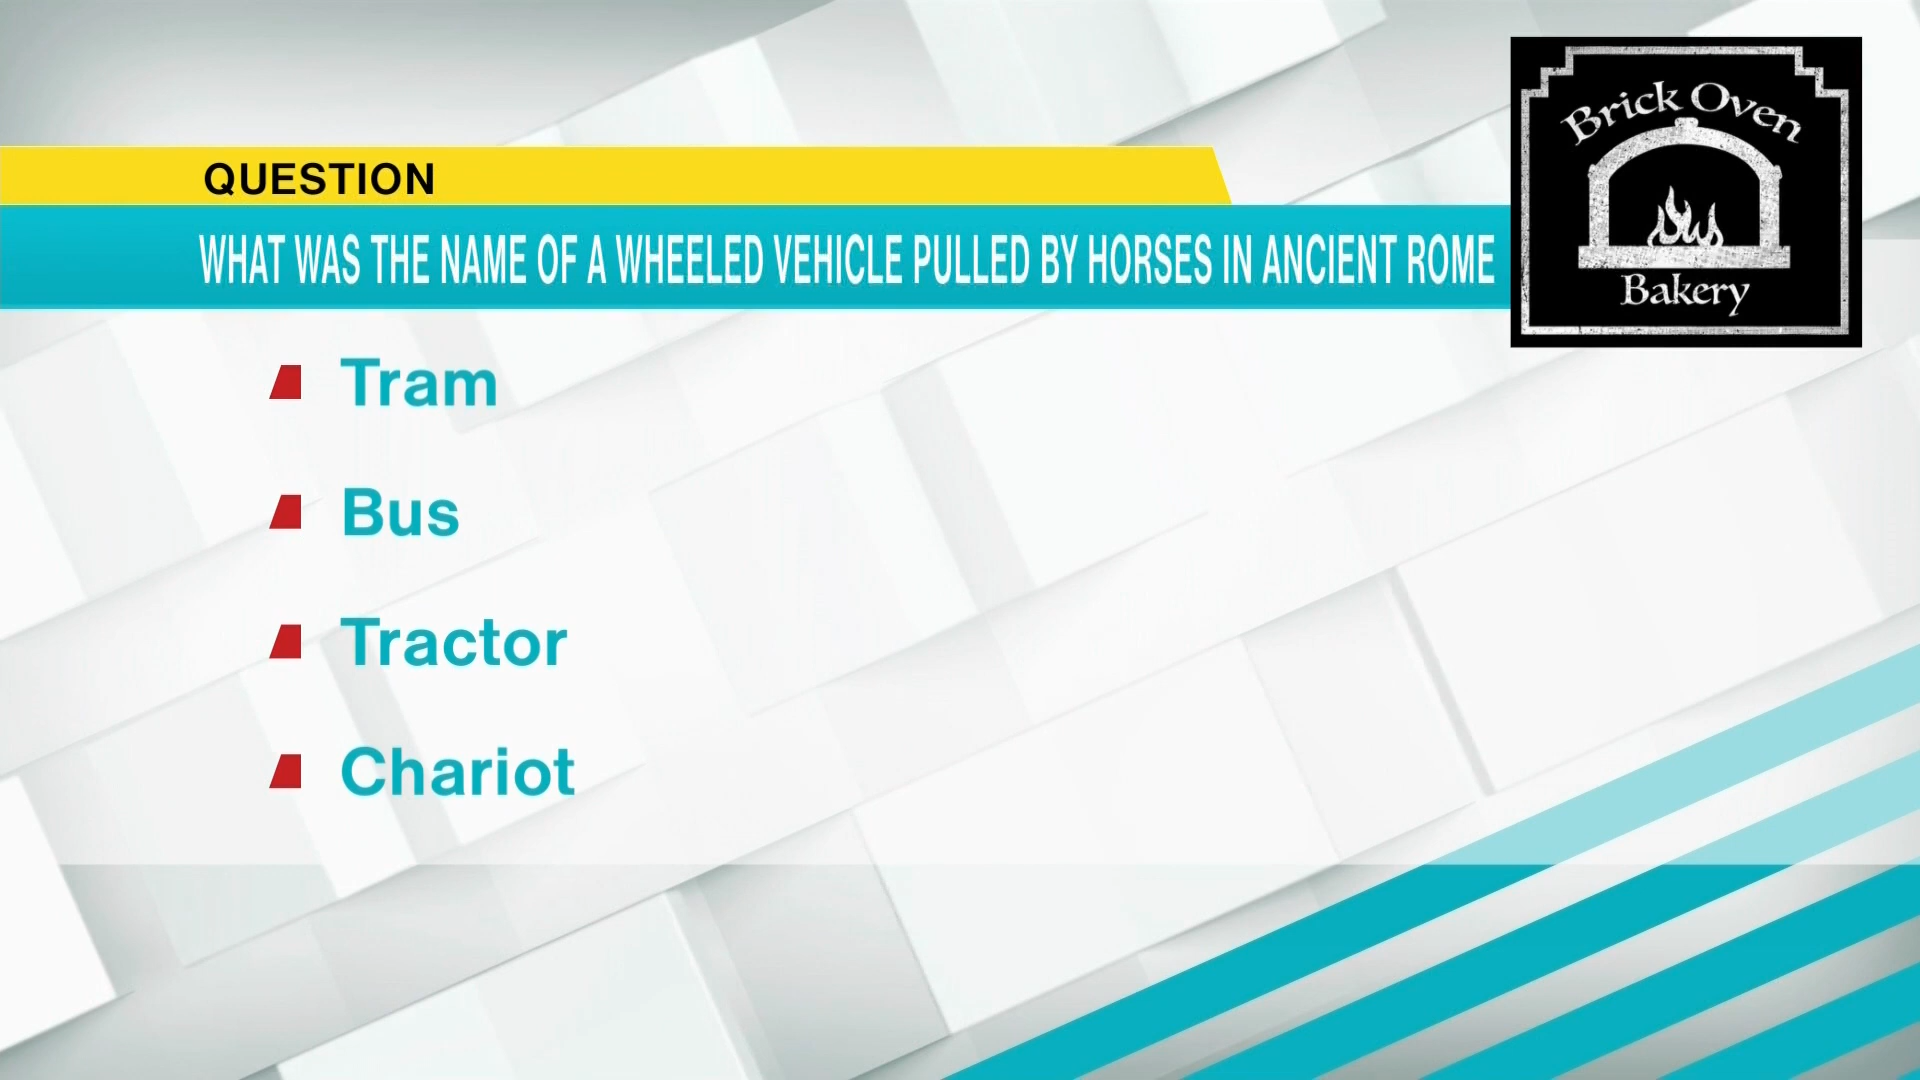 QUESTION
WHAT WAS THE NAME OF A WHEELED VEHICLE PULLED BY HORSES IN ANCIENT ROME
Brick Oven
Bakery
Tram
Bus
Tractor
Chariot